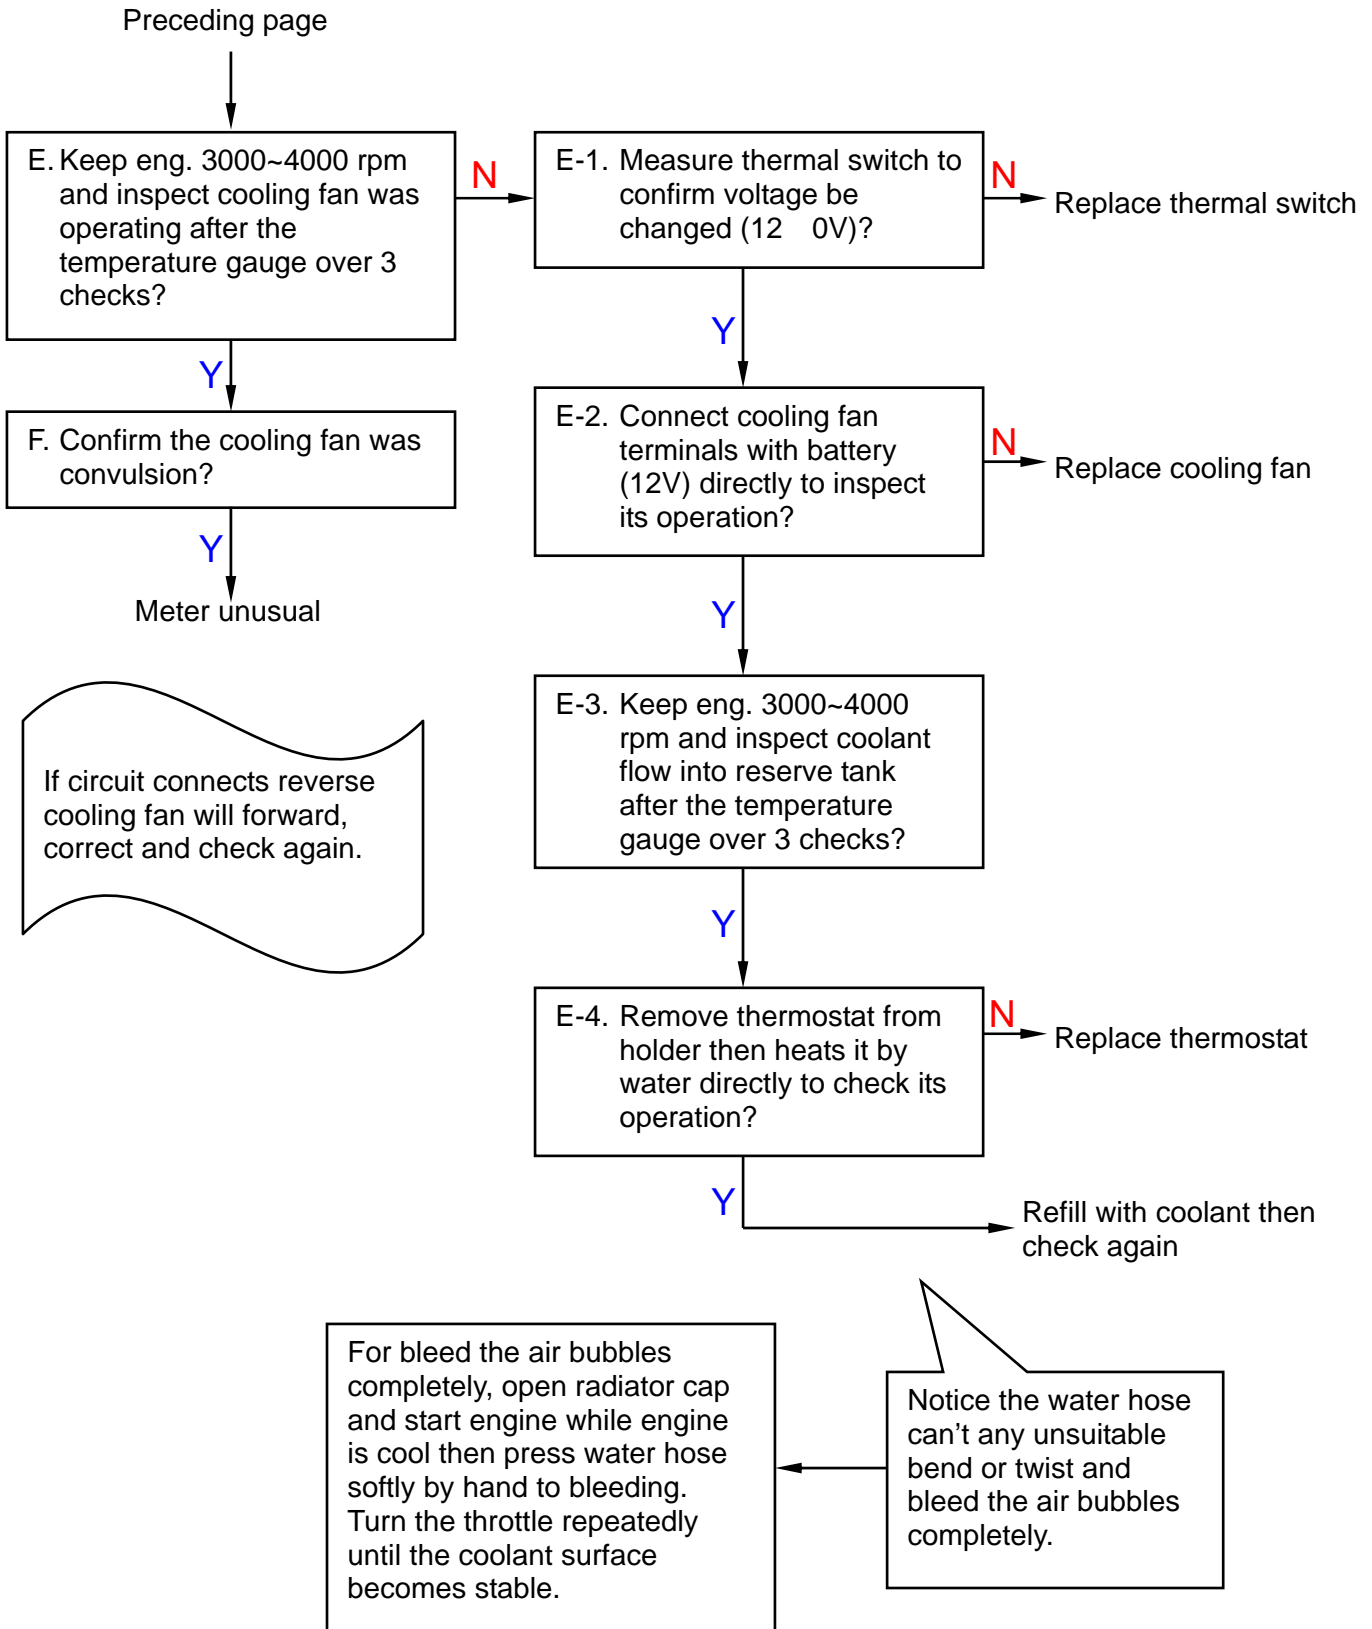 Preceding page
E. Keep eng. 3000~4000 rpm
and inspect cooling fan was
operating after the
temperature gauge over 3
checks?
N
E-1. Measure thermal switch to
confirm voltage be
changed (12   0V)?
N
Replace thermal switch
Y
Y
F. Confirm the cooling fan was
convulsion?
E-2. Connect cooling fan
terminals with battery
(12V) directly to inspect
its operation?
N
Replace cooling fan
Y
Meter unusual
Y
E-3. Keep eng. 3000~4000
rpm and inspect coolant
flow into reserve tank
after the temperature
gauge over 3 checks?
If circuit connects reverse
cooling fan will forward,
correct and check again.
Y
E-4. Remove thermostat from
holder then heats it by
water directly to check its
operation?
N
Replace thermostat
Y
Refill with coolant then
check again
For bleed the air bubbles
completely, open radiator cap
and start engine while engine
is cool then press water hose
softly by hand to bleeding.
Turn the throttle repeatedly
until the coolant surface
becomes stable.
Notice the water hose
can't any unsuitable
bend or twist and
bleed the air bubbles
completely.